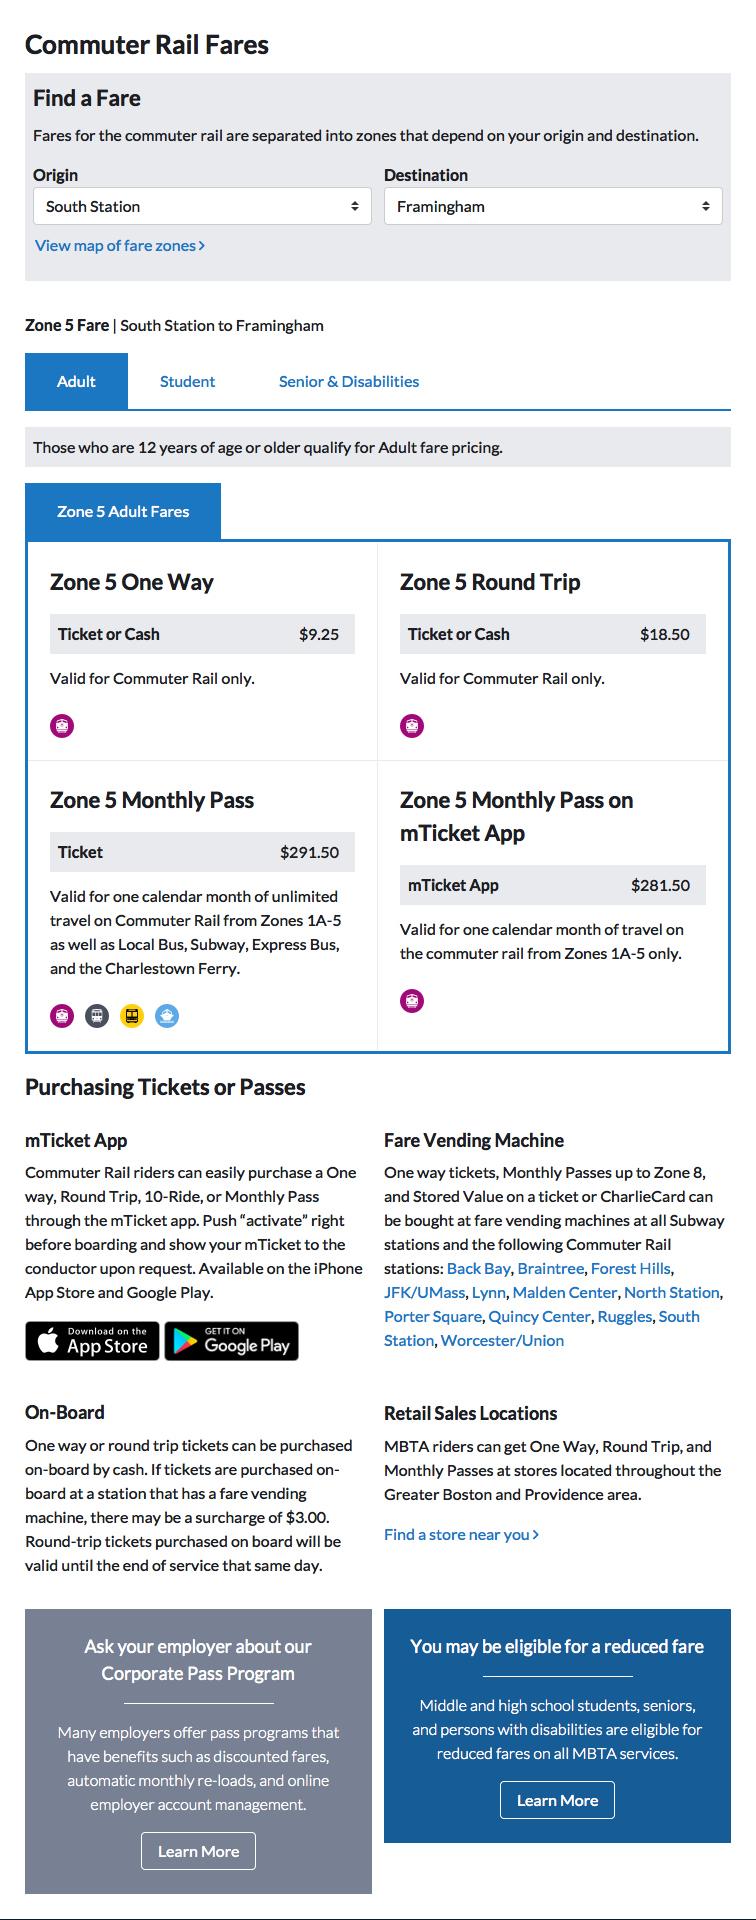 Commuter Rail Fares
Find a Fare
Fares for the commuter rail are separated into zones that depend on your origin and destination.
Origin
South Station
Destination
Framingham
View map of fare zones
Zone 5 Fare | South Station to Framingham
Adult
Student
Senior & Disabilities
Those who are 12 years of age or older qualify for Adult fare pricing.
Zone 5 Adult Fares
Zone 5 One Way
Ticket or Cash $9.25
Valid for Commuter Rail only.
Zone 5 Round Trip
Ticket or Cash $18.50
Valid for Commuter Rail only.
Zone 5 Monthly Pass
Ticket $291.50
Valid for one calendar month of unlimited
travel on Commuter Rail from Zones 1A-5
as well as Local Bus, Subway, Express Bus,
and the Charlestown Ferry.
Zone 5 Monthly Pass on
mTicket App
mTicket App $281.50
Valid for one calendar month of travel on
the commuter rail from Zones 1A-5 only.
Purchasing Tickets or Passes
mTicket App
Commuter Rail riders can easily purchase a One
way, Round Trip, 10-Ride, or Monthly Pass
through the mTicket app. Push “activate” right
before boarding and show your mTicket to the
conductor upon request. Available on the iPhone
App Store and Google Play.
Download on the
App Store
GET IT ON
Google Play
Fare Vending Machine
One way tickets, Monthly Passes up to Zone 8,
and Stored Value on a ticket or CharlieCard can
be bought at fare vending machines at all Subway
stations and the following Commuter Rail
stations: Back Bay, Braintree, Forest Hills,
JFK/UMass, Lynn, Malden Center, North Station,
Porter Square, Quincy Center, Ruggles, South
Station, Worcester/Union
On-Board
One way or round trip tickets can be purchased
on-board by cash. If tickets are purchased on-
board at a station that has a fare vending
machine, there may be a surcharge of $3.00.
Round-trip tickets purchased on board will be
valid until the end of service that same day.
Retail Sales Locations
MBTA riders can get One Way, Round Trip, and
Monthly Passes at stores located throughout the
Greater Boston and Providence area.
Find a store near you
Ask your employer about our
Corporate Pass Program
Many employers offer pass programs that
have benefits such as discounted fares,
automatic monthly re-loads, and online
employer account management.
Learn More
You may be eligible for a reduced fare
Middle and high school students, seniors,
and persons with disabilities are eligible for
reduced fares on all MBTA services.
Learn More